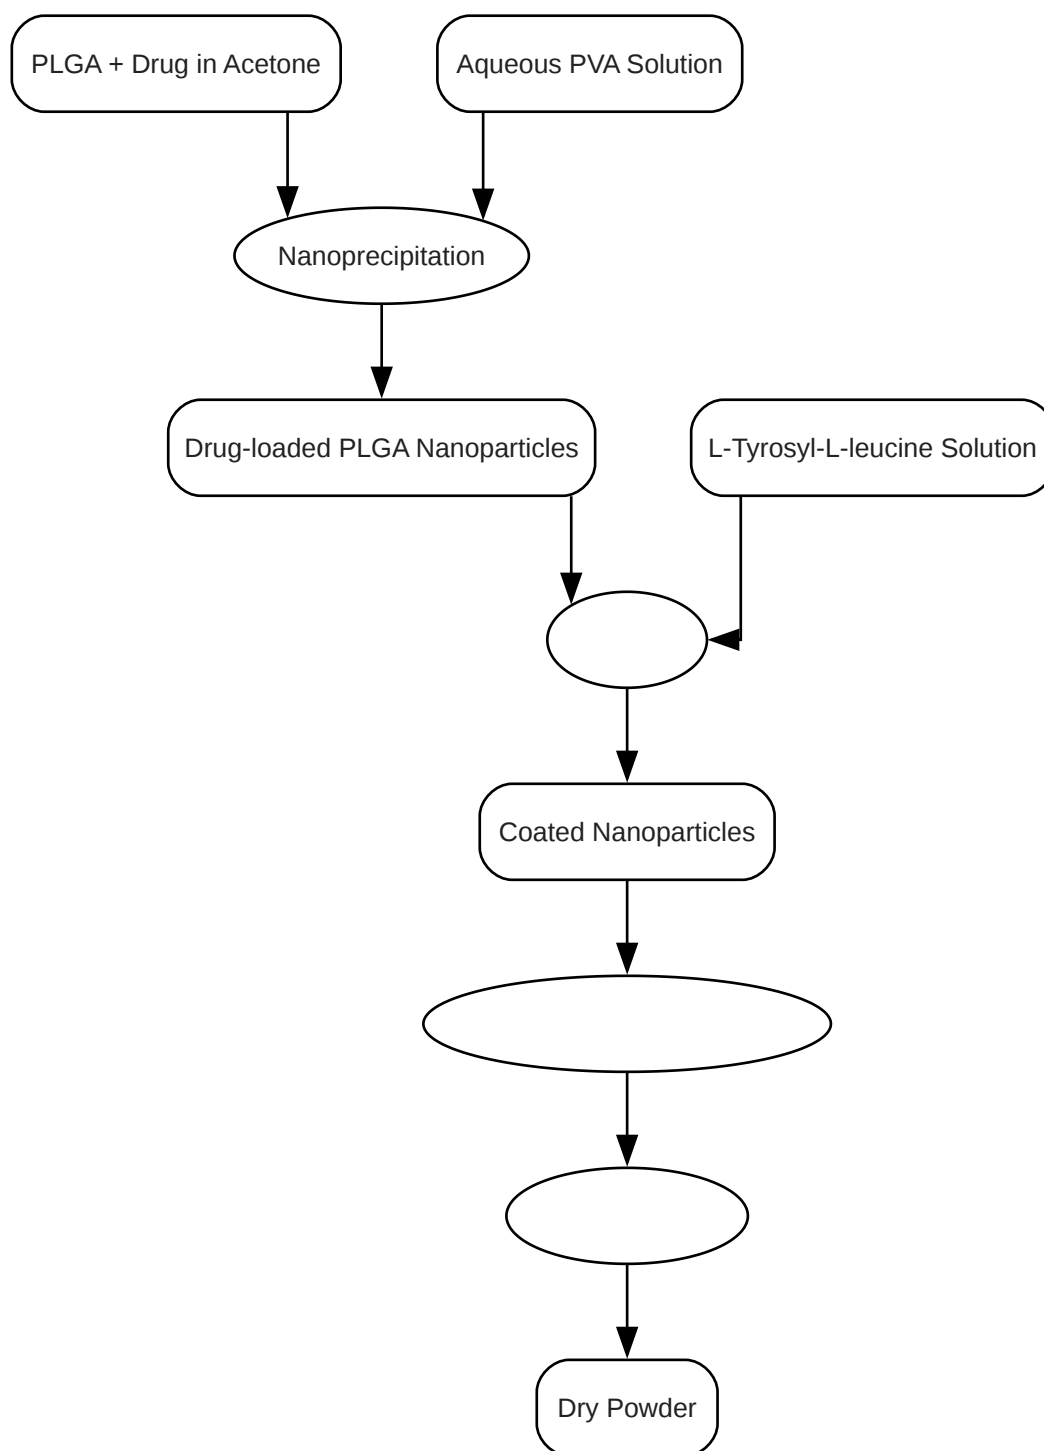 PLGA + Drug in Acetone
Aqueous PVA Solution
Nanoprecipitation
Drug-loaded PLGA Nanoparticles
L-Tyrosyl-L-leucine Solution
Coated Nanoparticles
Dry Powder